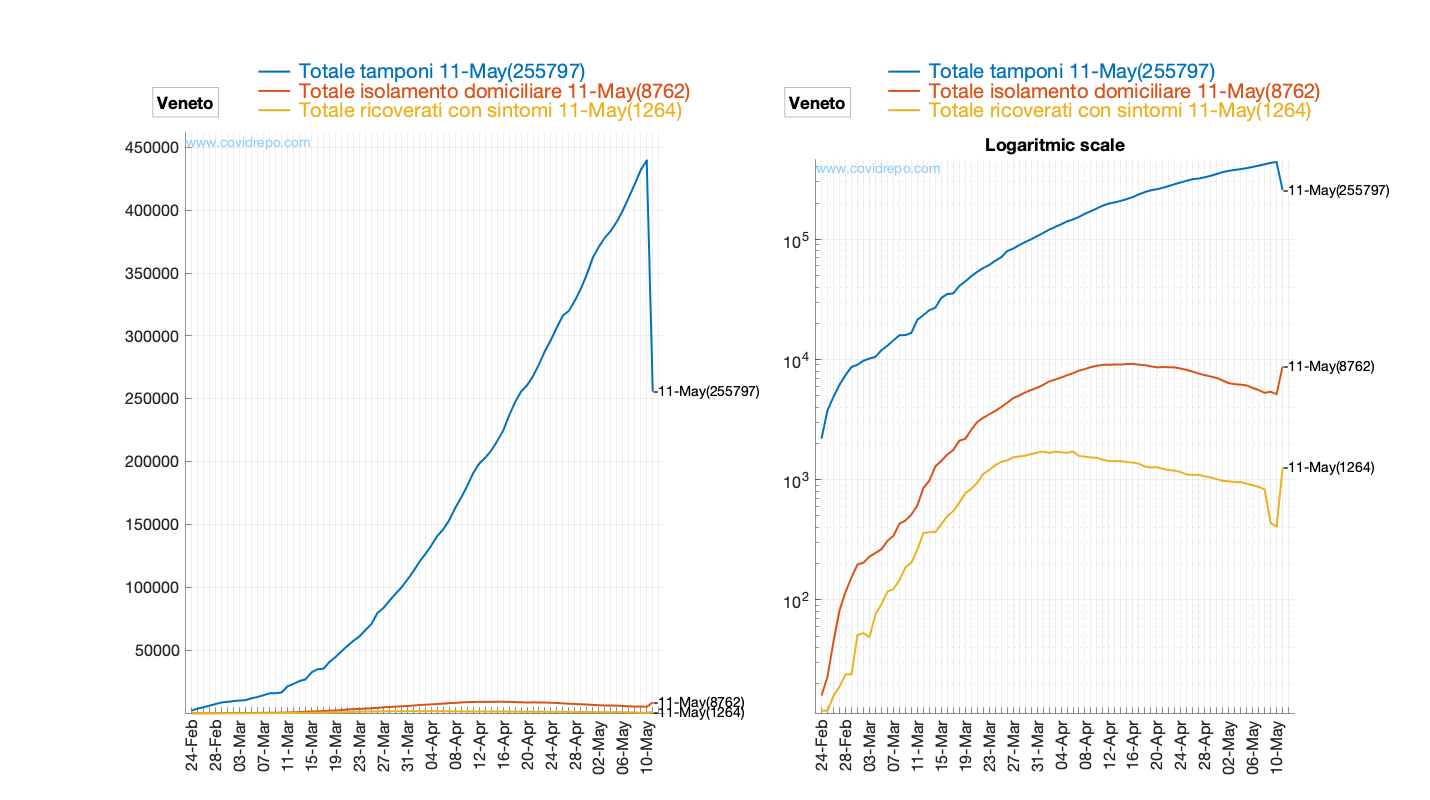 Totale tamponi 11-May(255797)
Totale isolamento domiciliare 11-May(8762)
Totale ricoverati con sintomi 11-May(1264)
Veneto
www.covidrepo.com
450000
400000
350000
300000
250000
200000
150000
100000
50000
-11-May(255797)
-11-May(8762)
-11-May(1264)
24-Feb
28-Feb
03-Mar
07-Mar
11-Mar
15-Mar
19-Mar
23-Mar
27-Mar
31-Mar
04-Apr
08-Apr
12-Apr
16-Apr
20-Apr
24-Apr
28-Apr
02-May
06-May
10-May
Totale tamponi 11-May(255797)
Totale isolamento domiciliare 11-May(8762)
Totale ricoverati con sintomi 11-May(1264)
Veneto
Logaritmic scale
www.covidrepo.com
10^5
10^4
10^3
10^2
-11-May(255797)
-11-May(8762)
-11-May(1264)
24-Feb
28-Feb
03-Mar
07-Mar
11-Mar
15-Mar
19-Mar
23-Mar
27-Mar
31-Mar
04-Apr
08-Apr
12-Apr
16-Apr
20-Apr
24-Apr
28-Apr
02-May
06-May
10-May